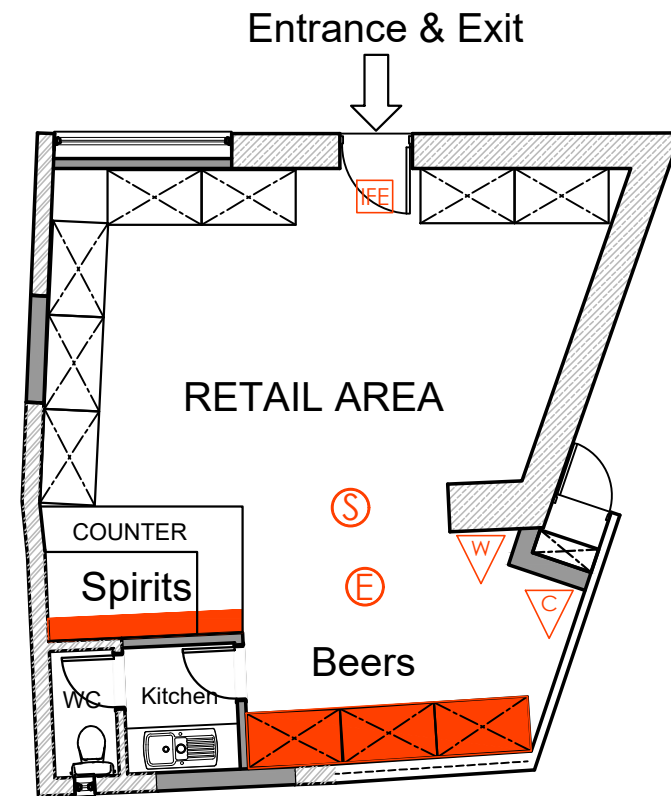 Entrance & Exit
IFE
RETAIL AREA
S
COUNTER
W
Spirits
E
C
Beers
WC
Kitchen